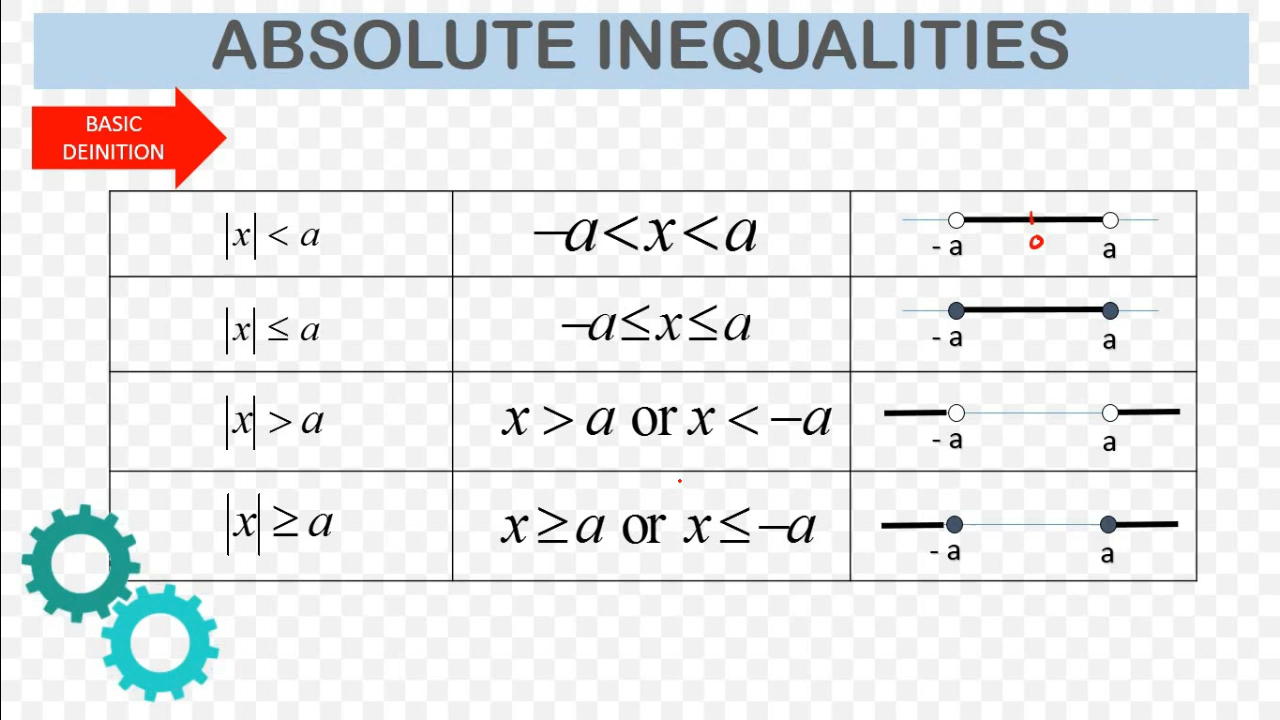 ABSOLUTE INEQUALITIES
BASIC
DEINITION
|x| < a
–a<x<a
0
- a
a
|x| ≤ a
–a≤x≤a
- a
a
|x| > a
x > a or x < –a
- a
a
|x| ≥ a
x ≥ a or x ≤ –a
- a
a